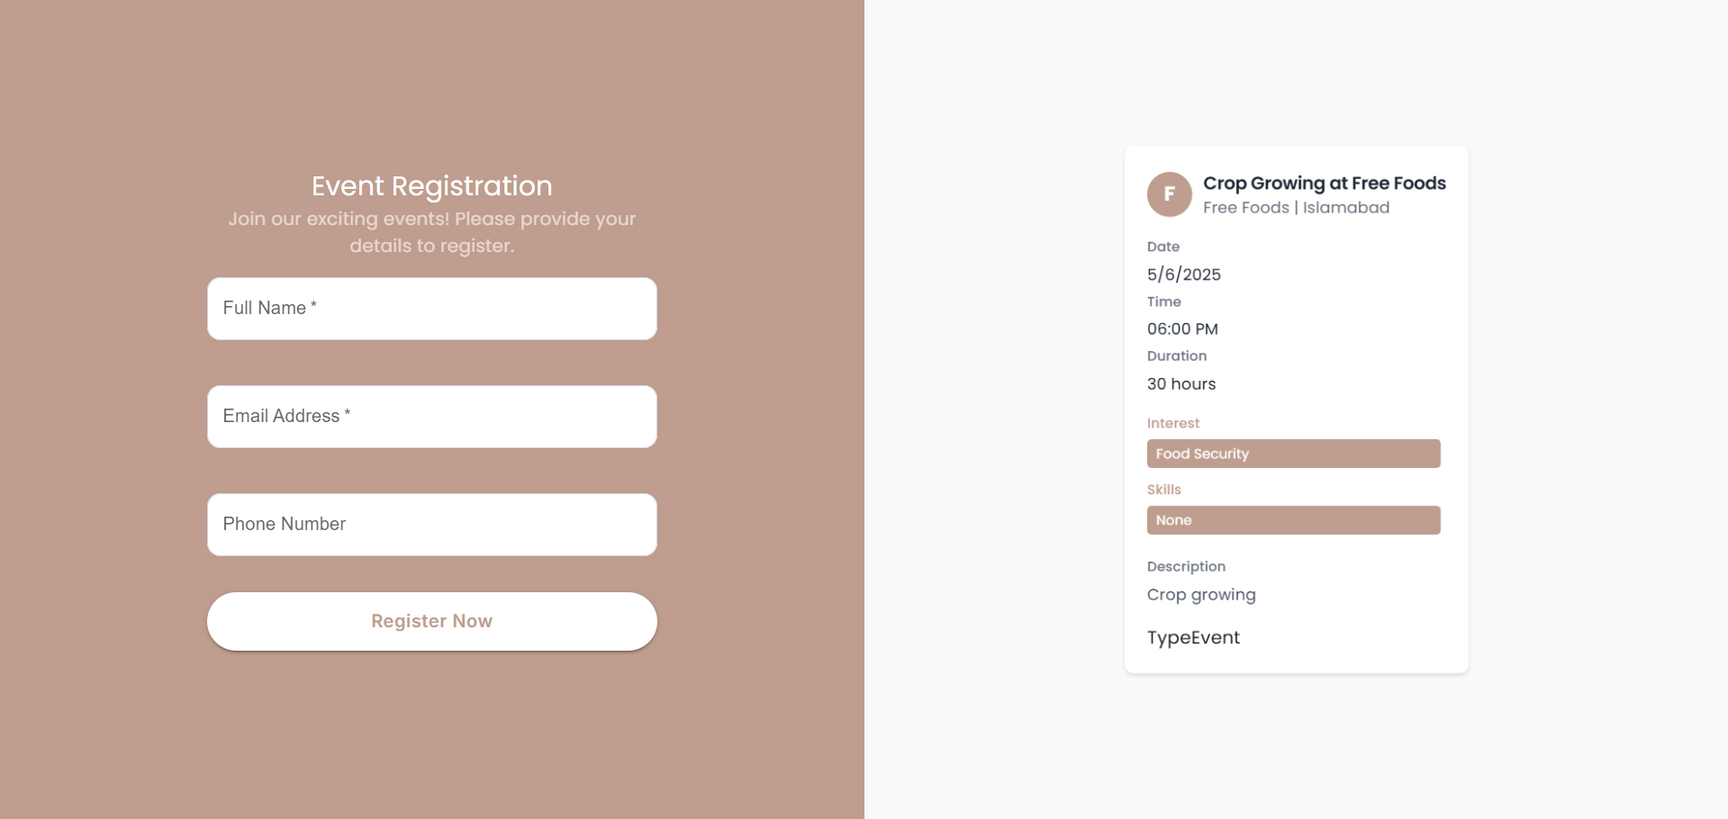 Event Registration
Join our exciting events! Please provide your
details to register.
Full Name *
Email Address *
Phone Number
Register Now
F
Crop Growing at Free Foods
Free Foods | Islamabad
Date
5/6/2025
Time
06:00 PM
Duration
30 hours
Interest
Food Security
Skills
None
Description
Crop growing
TypeEvent